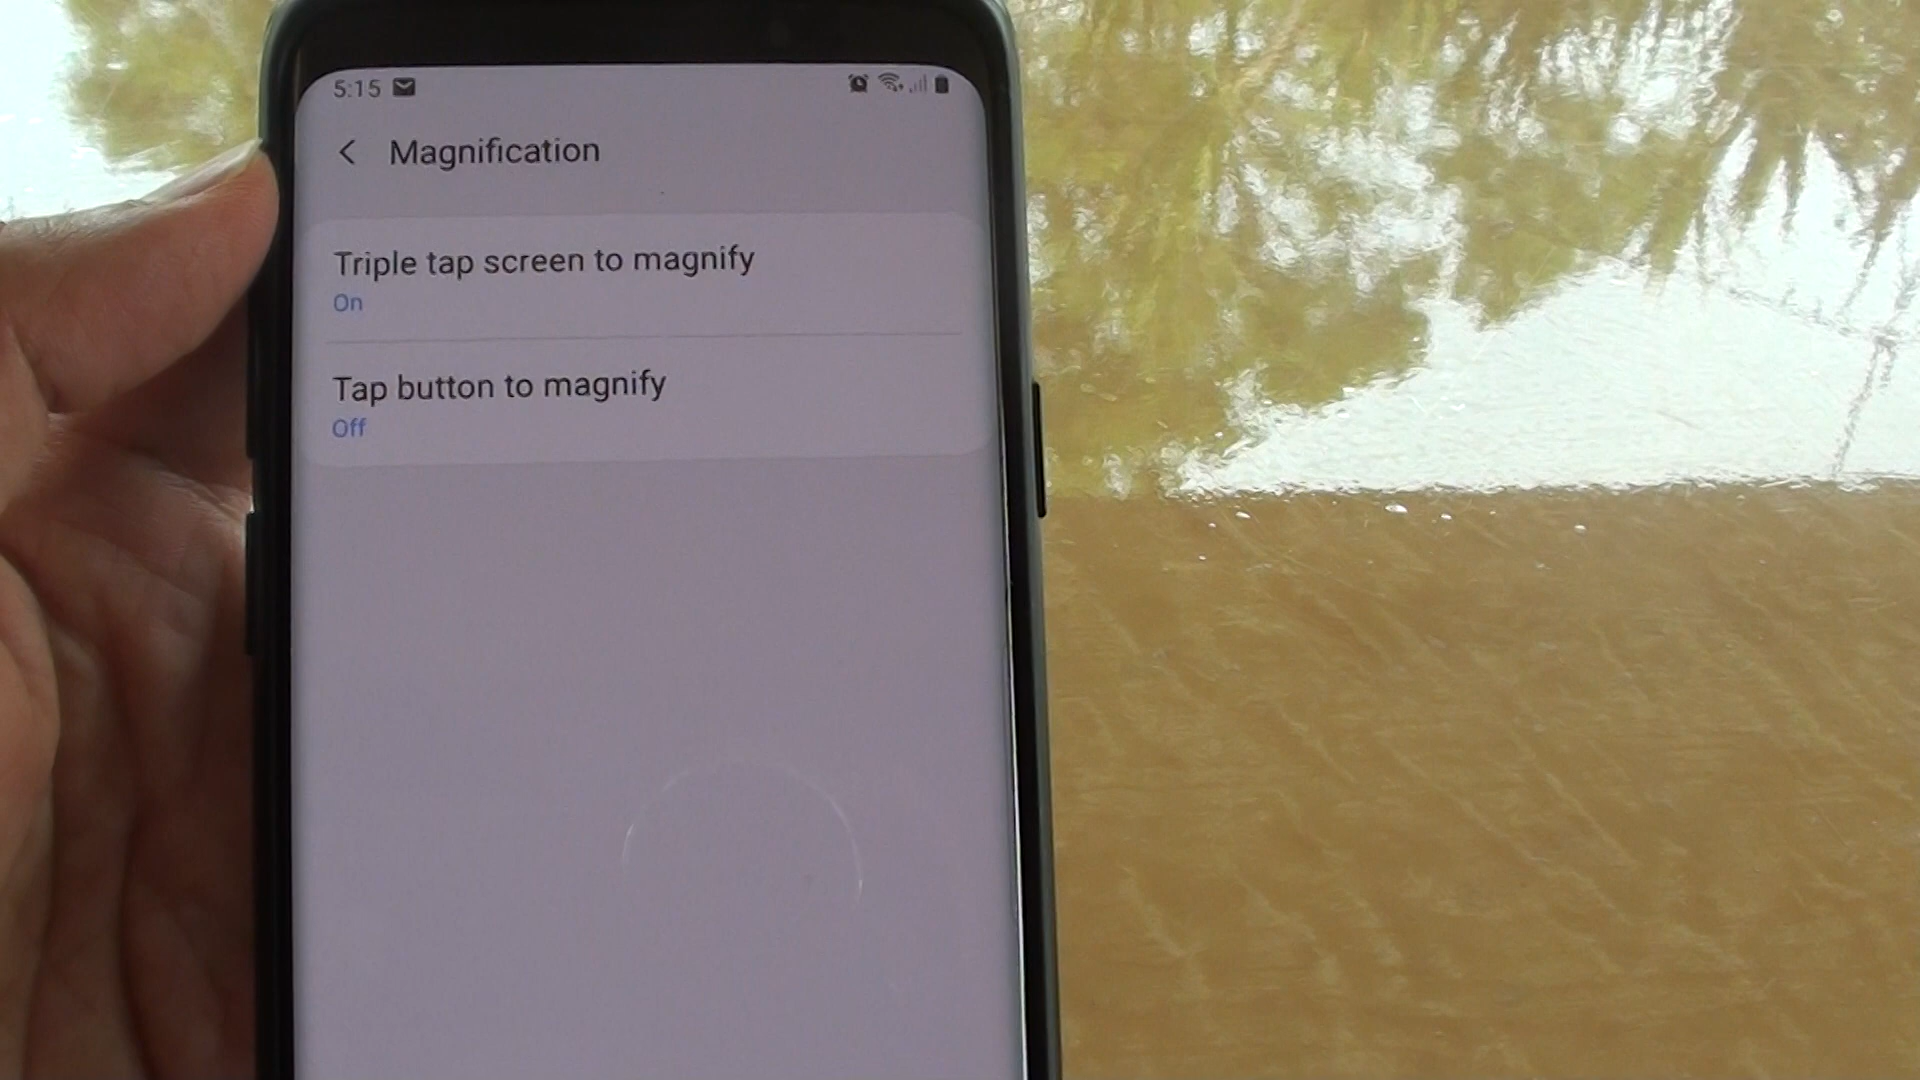 5:15
Magnification
Triple tap screen to magnify
On
Tap button to magnify
Off